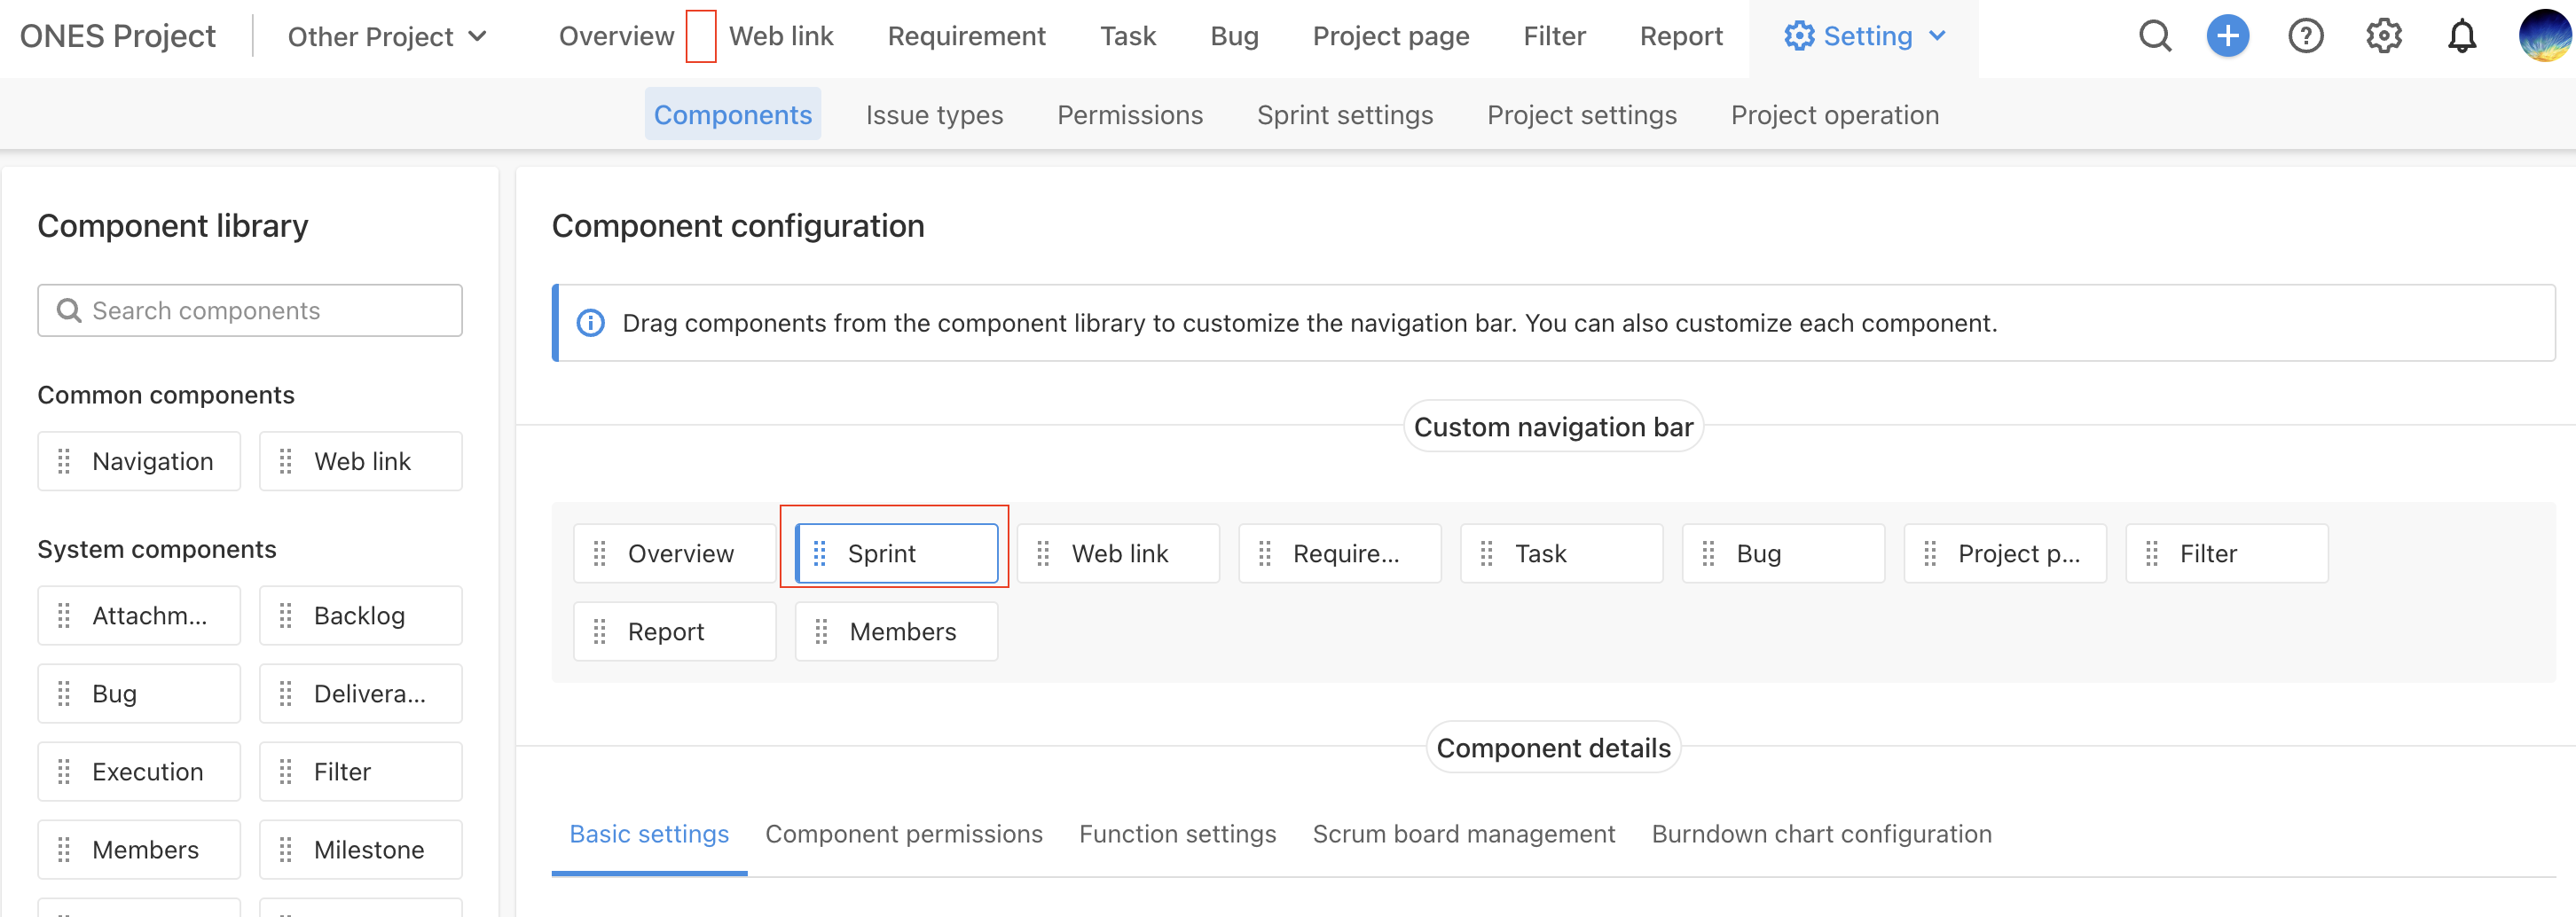 ONES Project
Other Project
Overview
Web link
Requirement
Task
Bug
Project page
Filter
Report
Setting
Components
Issue types
Permissions
Sprint settings
Project settings
Project operation
Component library
Search components
Common components
Navigation
Web link
System components
Attachm...
Backlog
Bug
Delivera...
Execution
Filter
Members
Milestone
Component configuration
Drag components from the component library to customize the navigation bar. You can also customize each component.
Custom navigation bar
Overview
Sprint
Web link
Require...
Task
Bug
Project p...
Filter
Report
Members
Component details
Basic settings
Component permissions
Function settings
Scrum board management
Burndown chart configuration